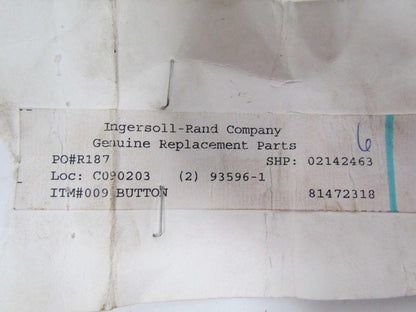 Ingersoll-Rand Company
Genuine Replacement Parts
6
PO#R187 SHP: 02142463
Loc: C090203 (2) 93596-1
ITM#009 BUTTON 81472318